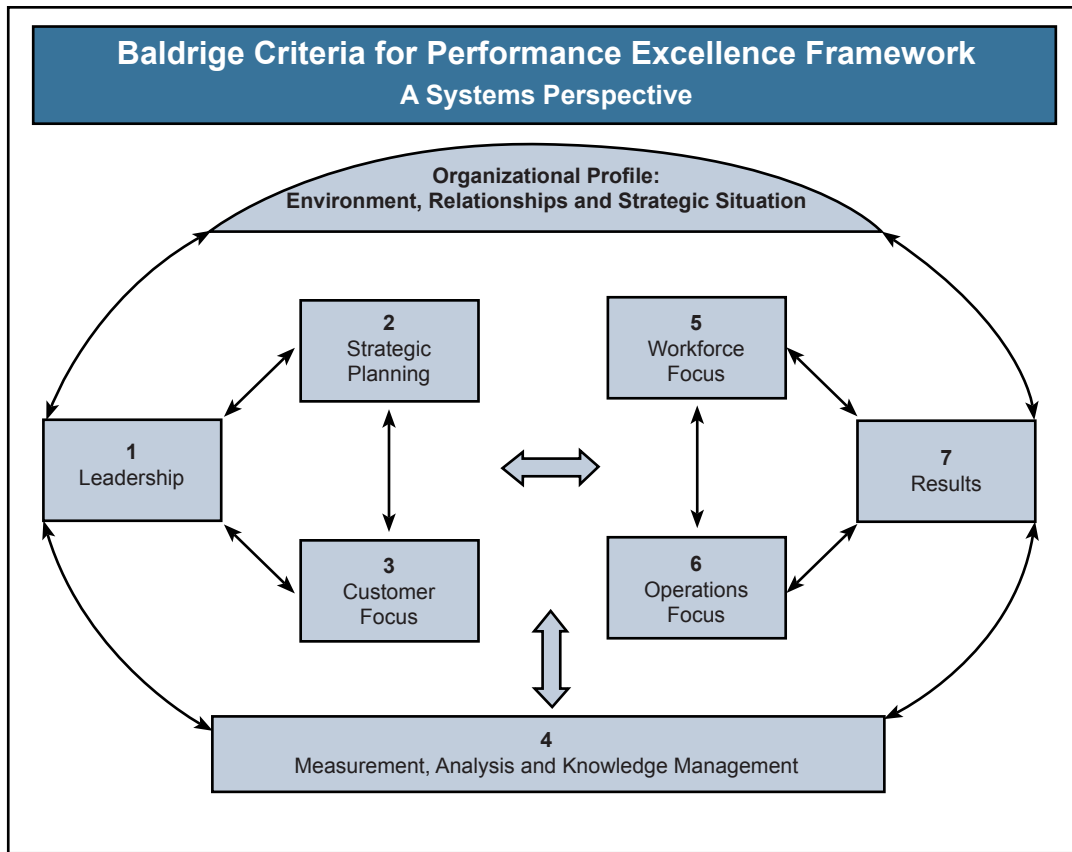 Baldrige Criteria for Performance Excellence Framework
A Systems Perspective
Organizational Profile:
Environment, Relationships and Strategic Situation
2
Strategic
Planning
5
Workforce
Focus
1
Leadership
7
Results
3
Customer
Focus
6
Operations
Focus
4
Measurement, Analysis and Knowledge Management